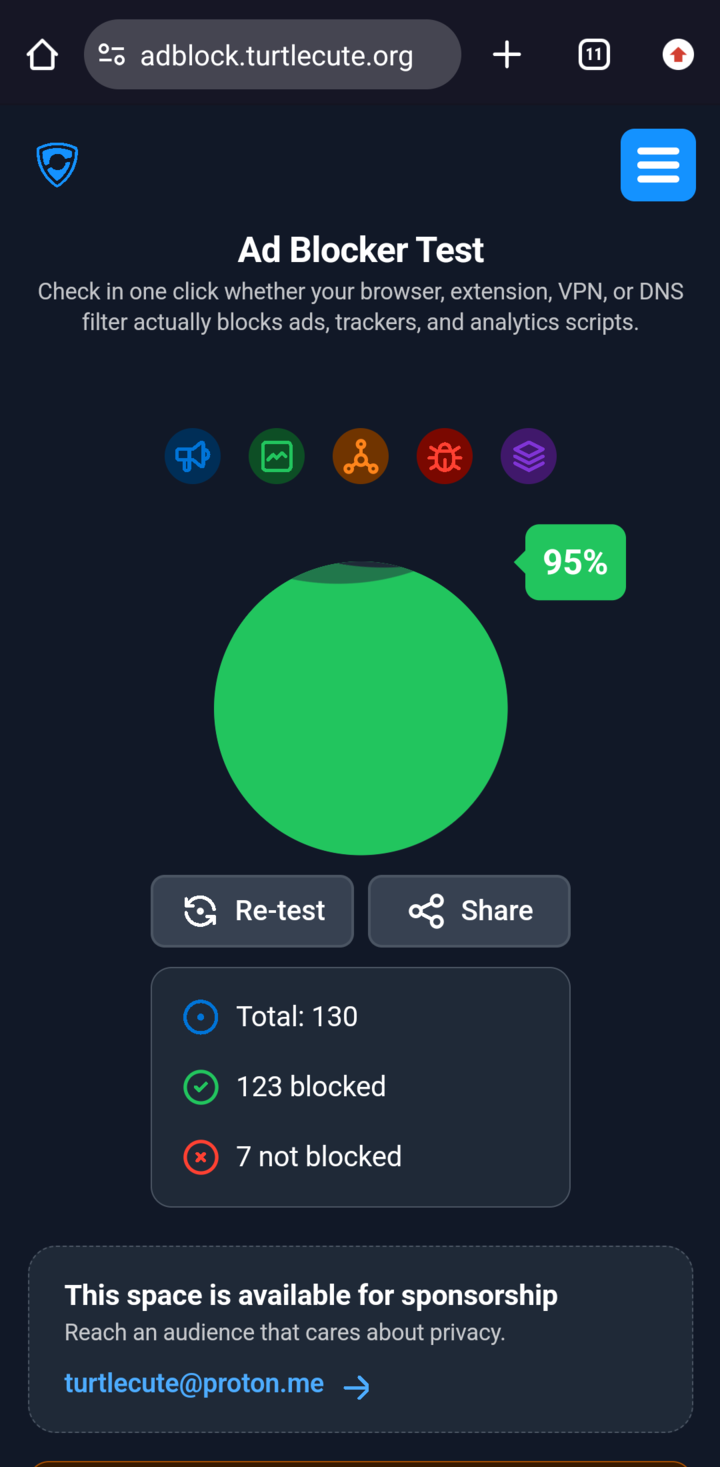 adblock.turtlecute.org
11
Ad Blocker Test
Check in one click whether your browser, extension, VPN, or DNS
filter actually blocks ads, trackers, and analytics scripts.
95%
Re-test
Share
Total: 130
123 blocked
7 not blocked
This space is available for sponsorship
Reach an audience that cares about privacy.
turtlecute@proton.me